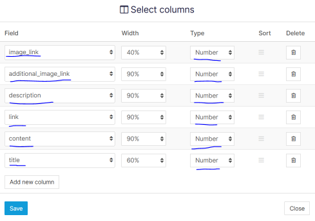 Select columns
Field Width Type Sort Delete
image_link 40% Number
additional_image_link 90% Number
description 90% Number
link 90% Number
content 90% Number
title 60% Number
Add new column
Save Close